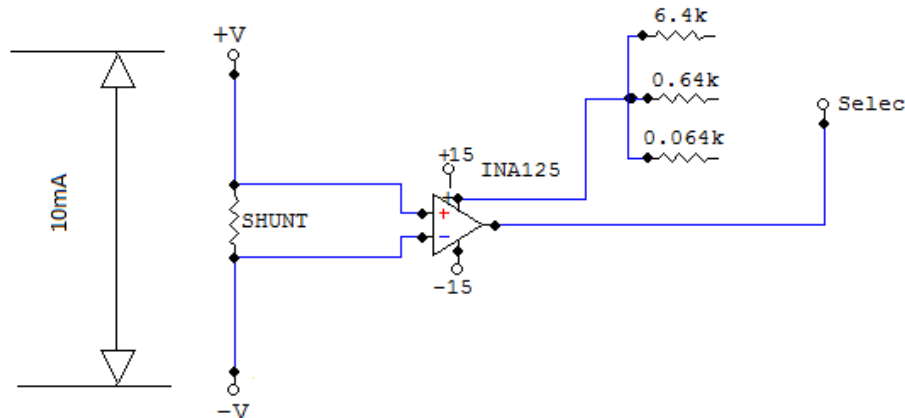 6.4k
+V
0.64k
Selec
0.064k
+15
INA125
+
SHUNT
10mA
−
−15
−V